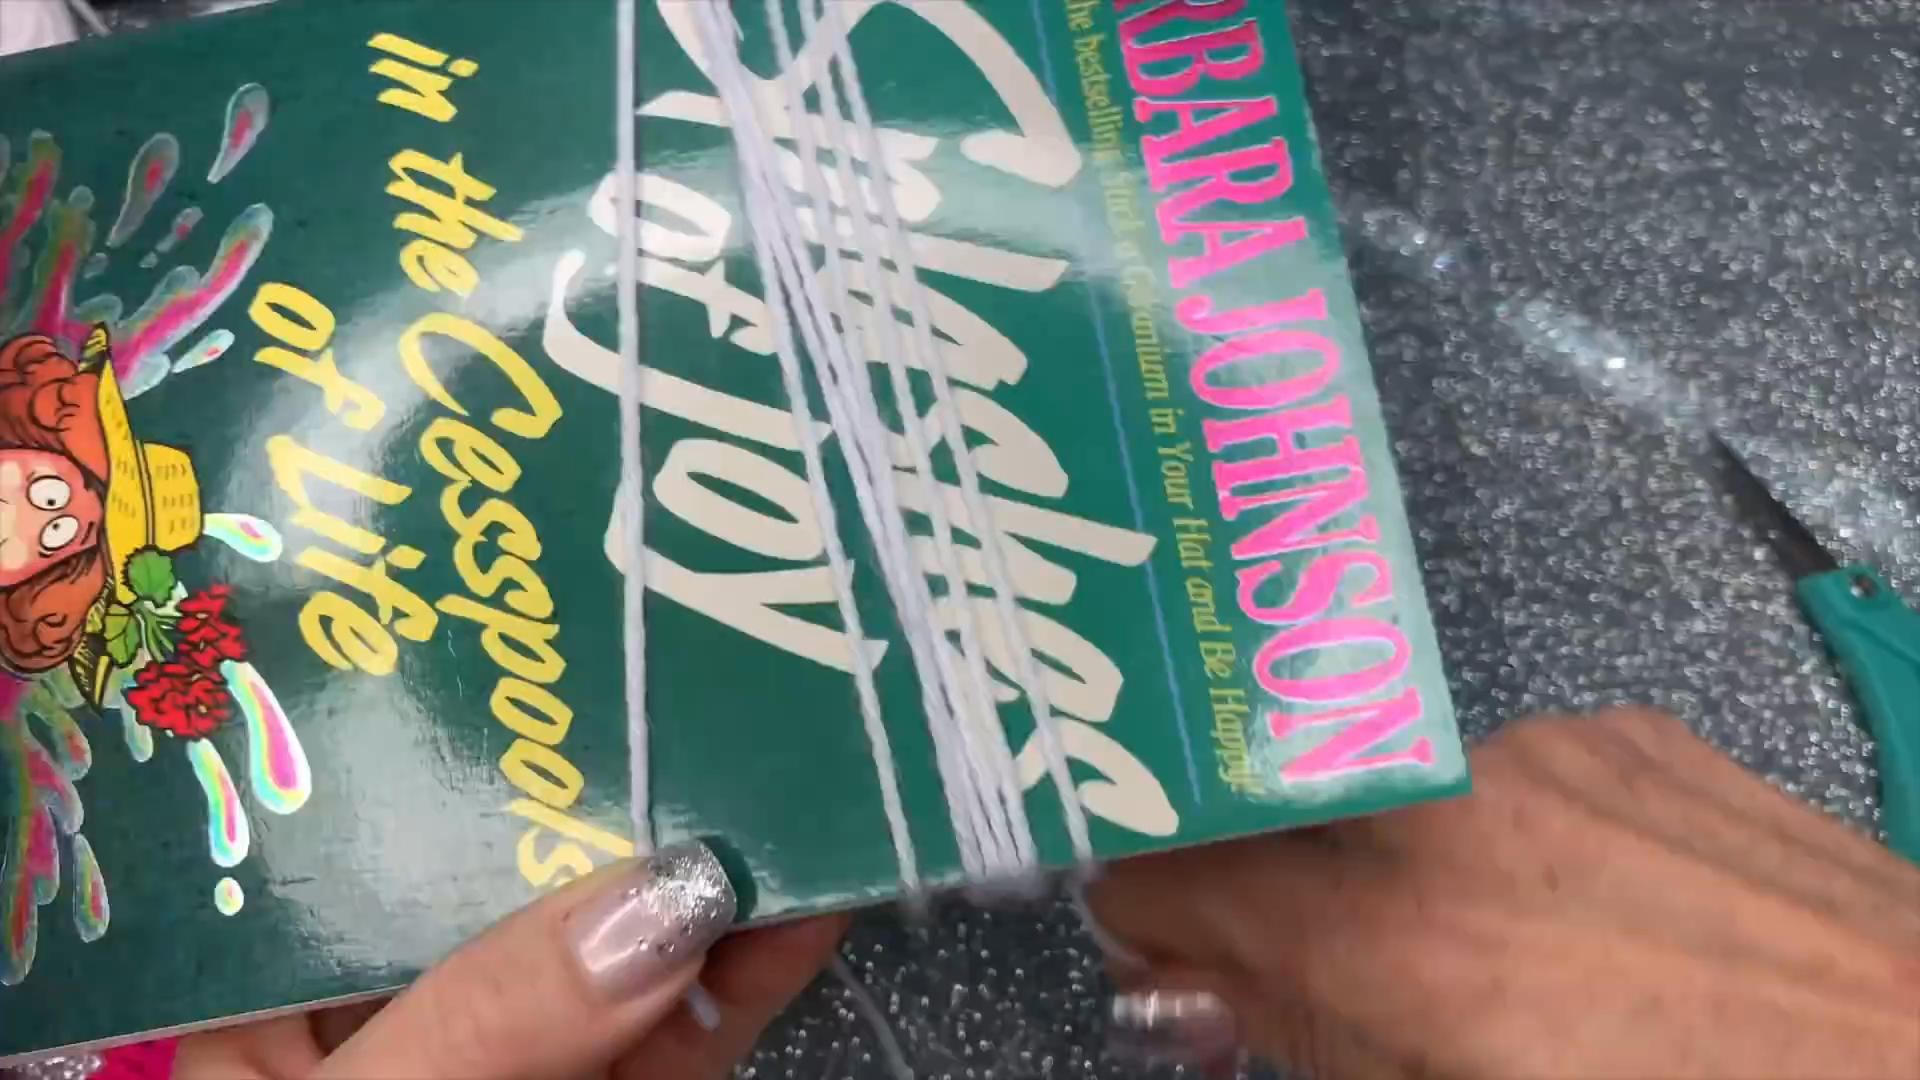 RBARA JOHNSON
he bestselling Stick a Geranium in Your Hat and Be Happy!
Splashes
of Joy
in the Cesspools
of Life